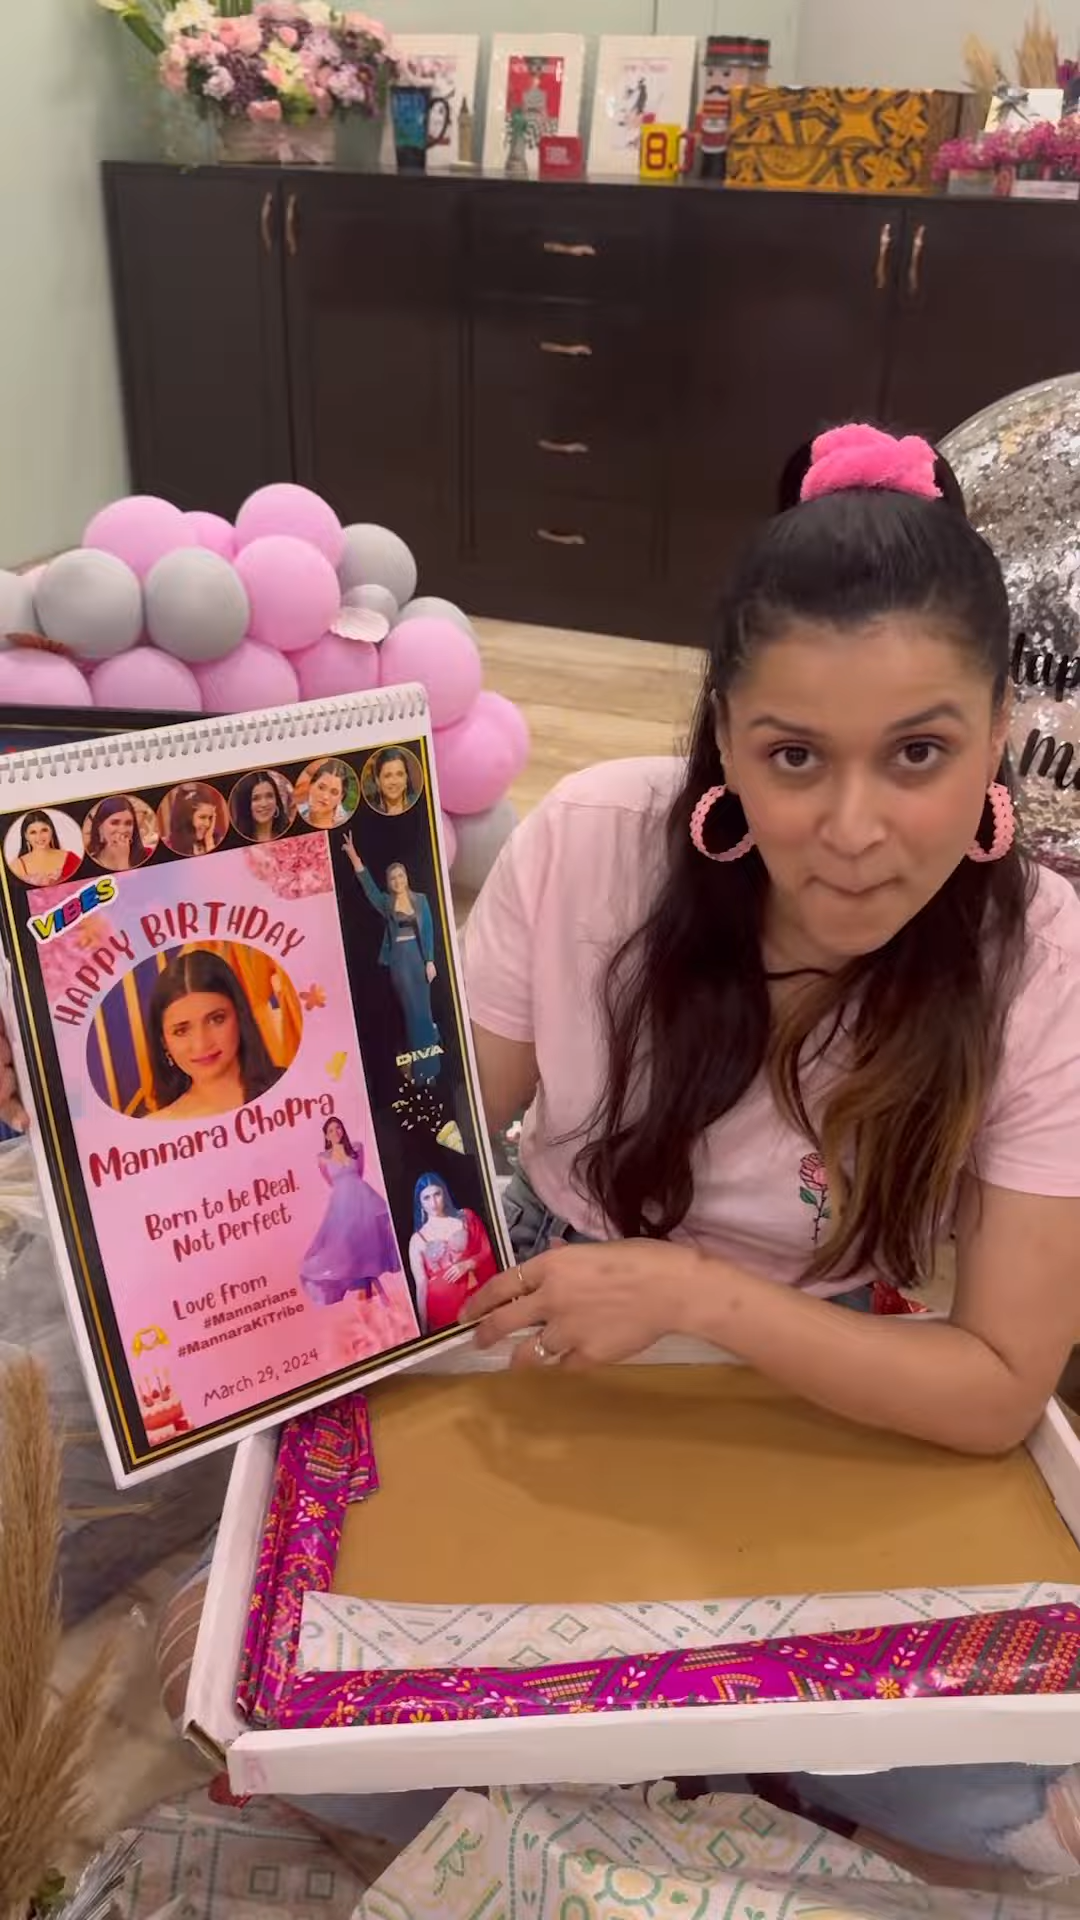 VIBES
HAPPY BIRTHDAY
Mannara Chopra
Born to be Real.
Not Perfect
Love From
#Mannarians
#MannaraKiTribe
March 29, 2024
DIVA
8.